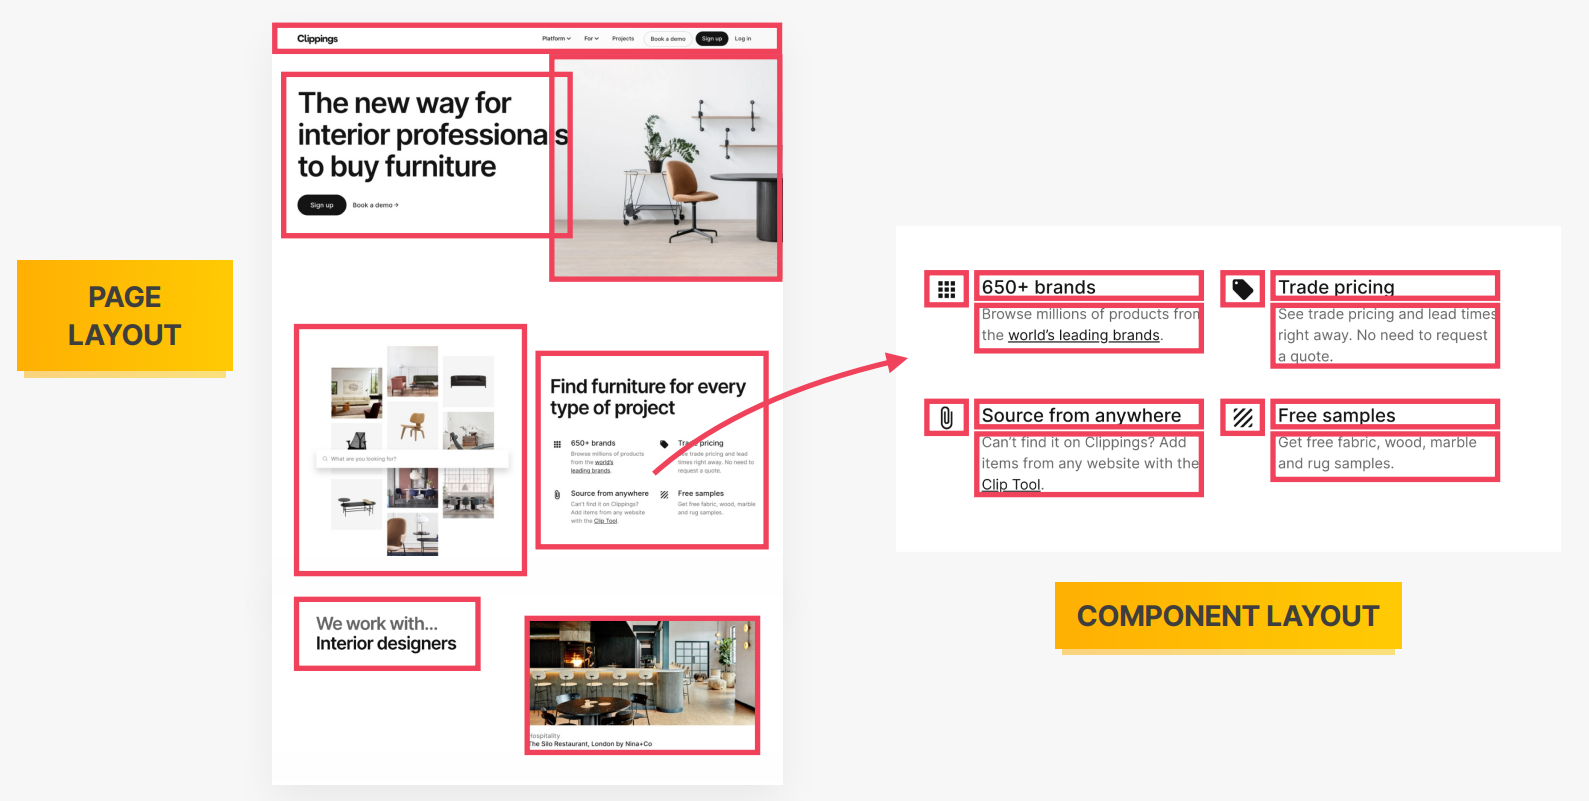 PAGE
LAYOUT
Clippings
Platform
For
Projects
Book a demo
Sign up
Log in
The new way for
interior professionals
to buy furniture
Sign up
Book a demo →
What are you looking for?
Find furniture for every
type of project
650+ brands
Browse millions of products
from the world's
leading brands.
Trade pricing
See trade pricing and lead
times right away. No need to
request a quote.
Source from anywhere
Can't find it on Clippings?
Add items from any website
with the Clip Tool.
Free samples
Get free fabric, wood, marble
and rug samples.
We work with...
Interior designers
Hospitality
The Silo Restaurant, London by Nina+Co
650+ brands
Browse millions of products from
the world's leading brands.
Trade pricing
See trade pricing and lead times
right away. No need to request
a quote.
Source from anywhere
Can't find it on Clippings? Add
items from any website with the
Clip Tool.
Free samples
Get free fabric, wood, marble
and rug samples.
COMPONENT LAYOUT